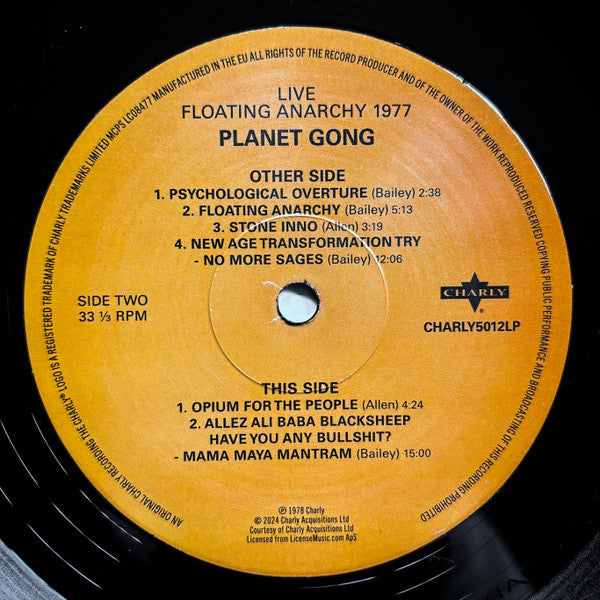 MANUFACTURED IN THE EU ALL RIGHTS OF THE RECORD PRODUCER AND OF THE OWNER OF THE WORK REPRODUCED RESERVED COPYING PUBLIC PERFORMANCE AND BROADCASTING OF THIS RECORDING PROHIBITED
AN ORIGINAL CHARLY RECORDING THE CHARLY® LOGO IS A REGISTERED TRADEMARK OF CHARLY TRADEMARKS LIMITED MCPS LC08477
LIVE
FLOATING ANARCHY 1977
PLANET GONG
OTHER SIDE
1. PSYCHOLOGICAL OVERTURE (Bailey) 2:38
2. FLOATING ANARCHY (Bailey) 5:13
3. STONE INNO (Allen) 3:19
4. NEW AGE TRANSFORMATION TRY
- NO MORE SAGES (Bailey) 12:06
SIDE TWO
33 ⅓ RPM
CHARLY
®
CHARLY5012LP
THIS SIDE
1. OPIUM FOR THE PEOPLE (Allen) 4:24
2. ALLEZ ALI BABA BLACKSHEEP
HAVE YOU ANY BULLSHIT?
- MAMA MAYA MANTRAM (Bailey) 15:00
℗ 1978 Charly
© 2024 Charly Acquisitions Ltd
Courtesy of Charly Acquisitions Ltd
Licensed from LicenseMusic.com ApS